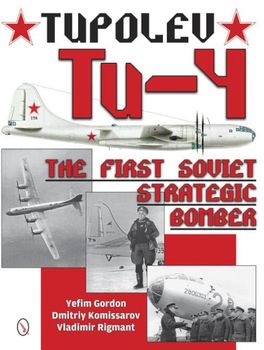 TUPOLEV
Tu-4
THE FIRST SOVIET
STRATEGIC
BOMBER
Yefim Gordon
Dmitriy Komissarov
Vladimir Rigmant